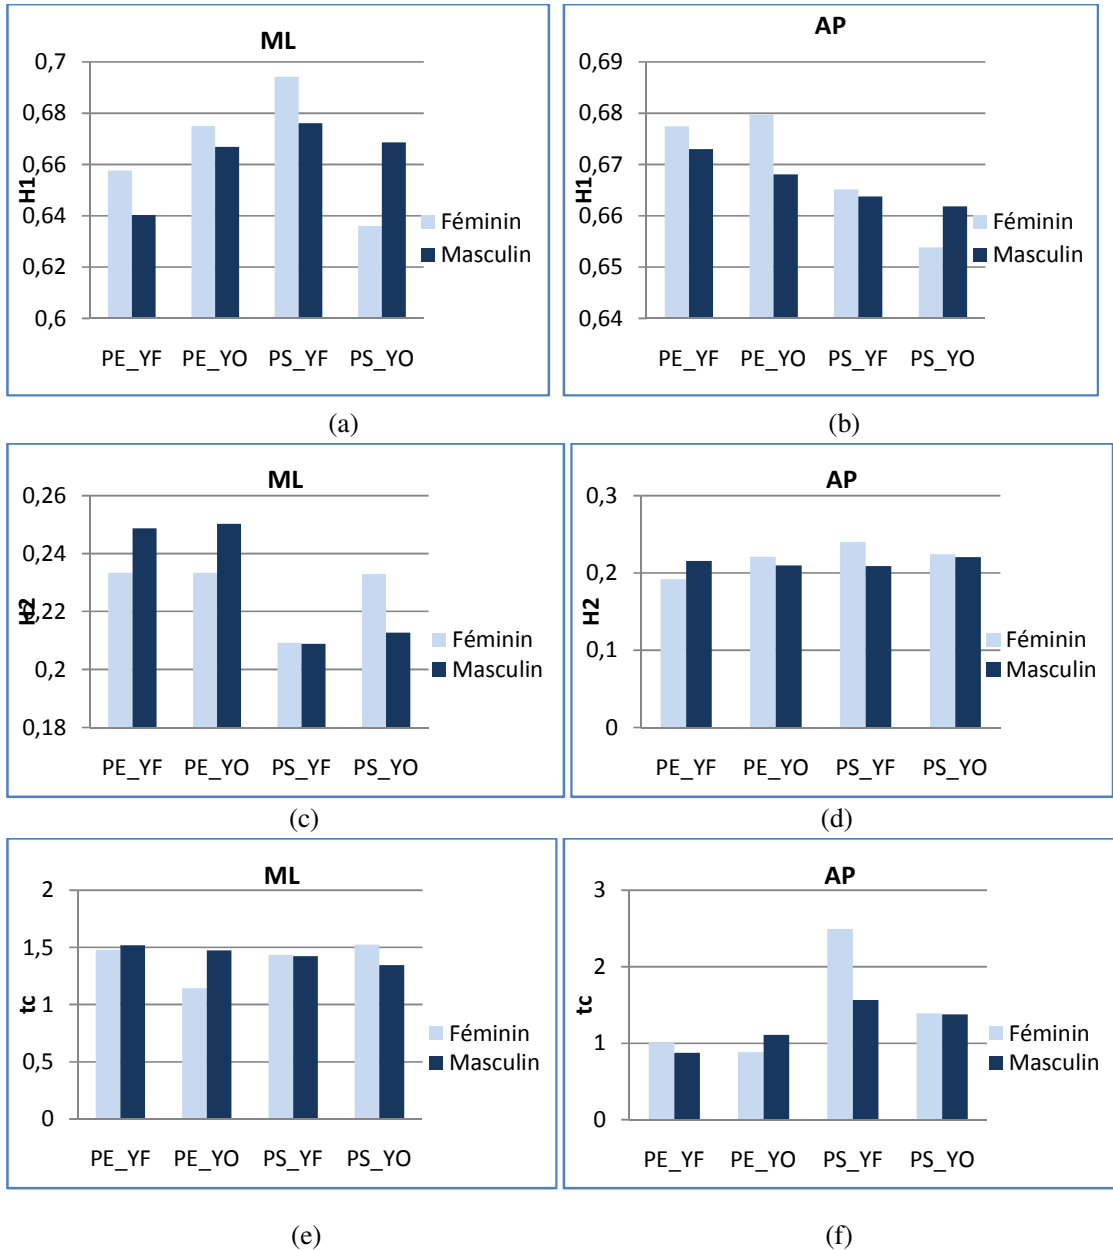 ML
0,7
0,68
0,66
0,64
0,62
0,6
H1
PE_YF PE_YO PS_YF PS_YO
Féminin
Masculin
(a)
AP
0,69
0,68
0,67
0,66
0,65
0,64
H1
PE_YF PE_YO PS_YF PS_YO
Féminin
Masculin
(b)
ML
0,26
0,24
0,22
0,2
0,18
H2
PE_YF PE_YO PS_YF PS_YO
Féminin
Masculin
(c)
AP
0,3
0,2
0,1
0
H2
PE_YF PE_YO PS_YF PS_YO
Féminin
Masculin
(d)
ML
2
1,5
1
0,5
0
tc
PE_YF PE_YO PS_YF PS_YO
Féminin
Masculin
(e)
AP
3
2
1
0
tc
PE_YF PE_YO PS_YF PS_YO
Féminin
Masculin
(f)